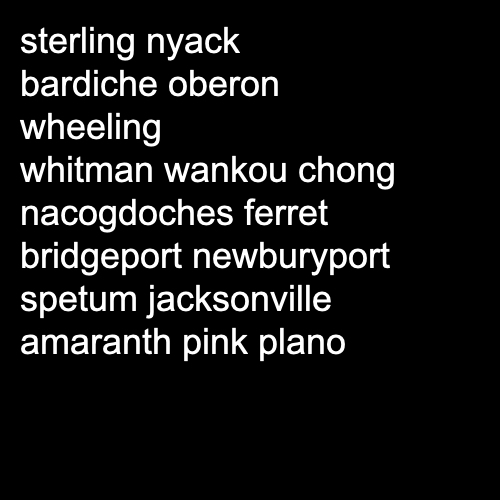 sterling nyack
bardiche oberon
wheeling
whitman wankou chong
nacogdoches ferret
bridgeport newburyport
spetum jacksonville
amaranth pink plano